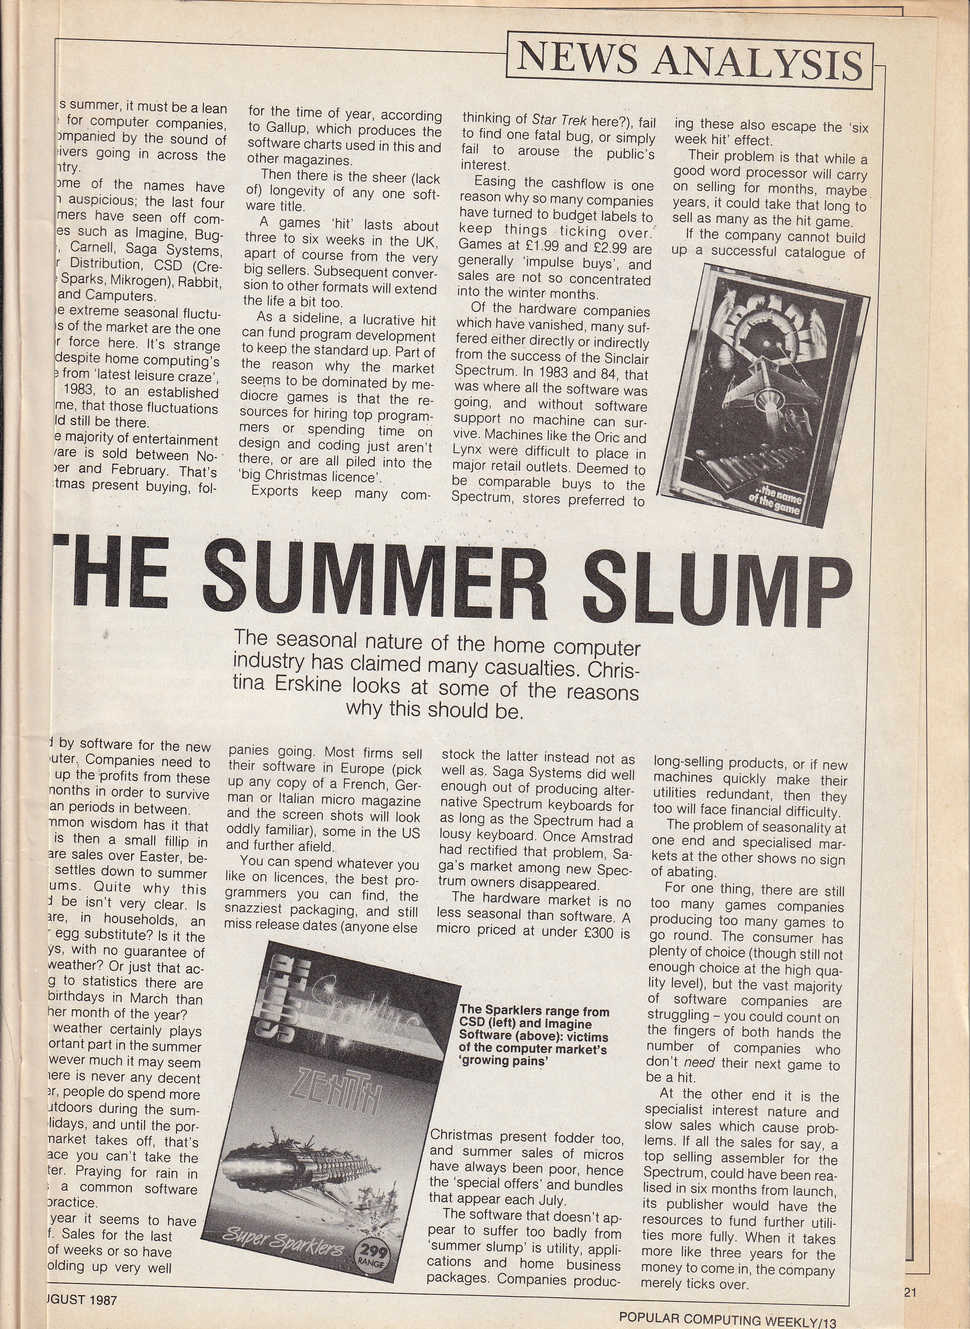 NEWS ANALYSIS
s summer, it must be a lean
for computer companies,
ompanied by the sound of
eivers going in across the
ntry.
ome of the names have
n auspicious; the last four
mers have seen off com-
es such as Imagine, Bug-
, Carnell, Saga Systems,
r Distribution, CSD (Cre-
Sparks, Mikrogen), Rabbit,
and Camputers.
e extreme seasonal fluctu-
s of the market are the one
r force here. It's strange
despite home computing's
e from 'latest leisure craze',
1983, to an established
me, that those fluctuations
ld still be there.
e majority of entertainment
vare is sold between No-
ber and February. That's
stmas present buying, fol-
for the time of year, according
to Gallup, which produces the
software charts used in this and
other magazines.
Then there is the sheer (lack
of) longevity of any one soft-
ware title.
A games 'hit' lasts about
three to six weeks in the UK,
apart of course from the very
big sellers. Subsequent conver-
sion to other formats will extend
the life a bit too.
As a sideline, a lucrative hit
can fund program development
to keep the standard up. Part of
the reason why the market
seems to be dominated by me-
diocre games is that the re-
sources for hiring top program-
mers or spending time on
design and coding just aren't
there, or are all piled into the
'big Christmas licence'.
Exports keep many com-
thinking of Star Trek here?), fail
to find one fatal bug, or simply
fail to arouse the public's
interest.
Easing the cashflow is one
reason why so many companies
have turned to budget labels to
keep things ticking over.
Games at £1.99 and £2.99 are
generally 'impulse buys', and
sales are not so concentrated
into the winter months.
Of the hardware companies
which have vanished, many suf-
fered either directly or indirectly
from the success of the Sinclair
Spectrum. In 1983 and 84, that
was where all the software was
going, and without software
support no machine can sur-
vive. Machines like the Oric and
Lynx were difficult to place in
major retail outlets. Deemed to
be comparable buys to the
Spectrum, stores preferred to
ing these also escape the 'six
week hit' effect.
Their problem is that while a
good word processor will carry
on selling for months, maybe
years, it could take that long to
sell as many as the hit game.
If the company cannot build
up a successful catalogue of
...the name
of the game
THE SUMMER SLUMP
The seasonal nature of the home computer
industry has claimed many casualties. Chris-
tina Erskine looks at some of the reasons
why this should be.
d by software for the new
uter. Companies need to
up the profits from these
months in order to survive
an periods in between.
mmon wisdom has it that
is then a small fillip in
are sales over Easter, be-
settles down to summer
ums. Quite why this
d be isn't very clear. Is
are, in households, an
egg substitute? Is it the
ys, with no guarantee of
weather? Or just that ac-
g to statistics there are
birthdays in March than
her month of the year?
weather certainly plays
ortant part in the summer
owever much it may seem
here is never any decent
er, people do spend more
utdoors during the sum-
lidays, and until the por-
market takes off, that's
ace you can't take the
ter. Praying for rain in
s a common software
practice.
year it seems to have
f. Sales for the last
of weeks or so have
olding up very well
panies going. Most firms sell
their software in Europe (pick
up any copy of a French, Ger-
man or Italian micro magazine
and the screen shots will look
oddly familiar), some in the US
and further afield.
You can spend whatever you
like on licences, the best pro-
grammers you can find, the
snazziest packaging, and still
miss release dates (anyone else
SUPER
Sparklers
ZENITH
Super Sparklers
299
RANGE
stock the latter instead not as
well as. Saga Systems did well
enough out of producing alter-
native Spectrum keyboards for
as long as the Spectrum had a
lousy keyboard. Once Amstrad
had rectified that problem, Sa-
ga's market among new Spec-
trum owners disappeared.
The hardware market is no
less seasonal than software. A
micro priced at under £300 is
The Sparklers range from
CSD (left) and Imagine
Software (above): victims
of the computer market's
'growing pains'
Christmas present fodder too,
and summer sales of micros
have always been poor, hence
the 'special offers' and bundles
that appear each July.
The software that doesn't ap-
pear to suffer too badly from
'summer slump' is utility, appli-
cations and home business
packages. Companies produc-
long-selling products, or if new
machines quickly make their
utilities redundant, then they
too will face financial difficulty.
The problem of seasonality at
one end and specialised mar-
kets at the other shows no sign
of abating.
For one thing, there are still
too many games companies
producing too many games to
go round. The consumer has
plenty of choice (though still not
enough choice at the high qua-
lity level), but the vast majority
of software companies are
struggling – you could count on
the fingers of both hands the
number of companies who
don't need their next game to
be a hit.
At the other end it is the
specialist interest nature and
slow sales which cause prob-
lems. If all the sales for say, a
top selling assembler for the
Spectrum, could have been rea-
lised in six months from launch,
its publisher would have the
resources to fund further utili-
ties more fully. When it takes
more like three years for the
money to come in, the company
merely ticks over.
UGUST 1987
POPULAR COMPUTING WEEKLY/13
21